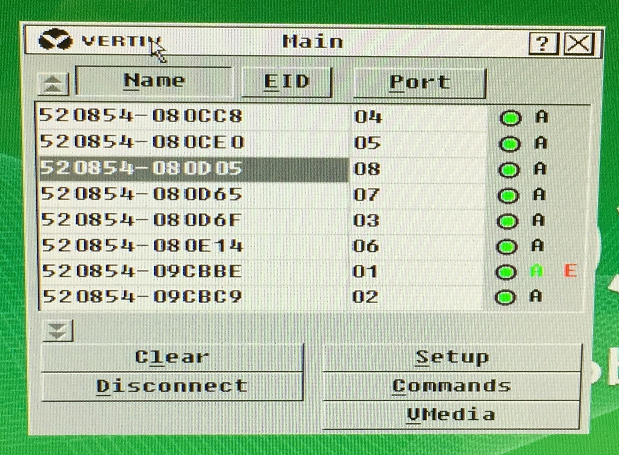 VERTIV Main ?
Name EID Port
520854-080CC8 04 A
520854-080CE0 05 A
520854-080D05 08 A
520854-080D65 07 A
520854-080D6F 03 A
520854-080E14 06 A
520854-09CBBE 01 A E
520854-09CBC9 02 A
Clear Setup
Disconnect Commands
VMedia